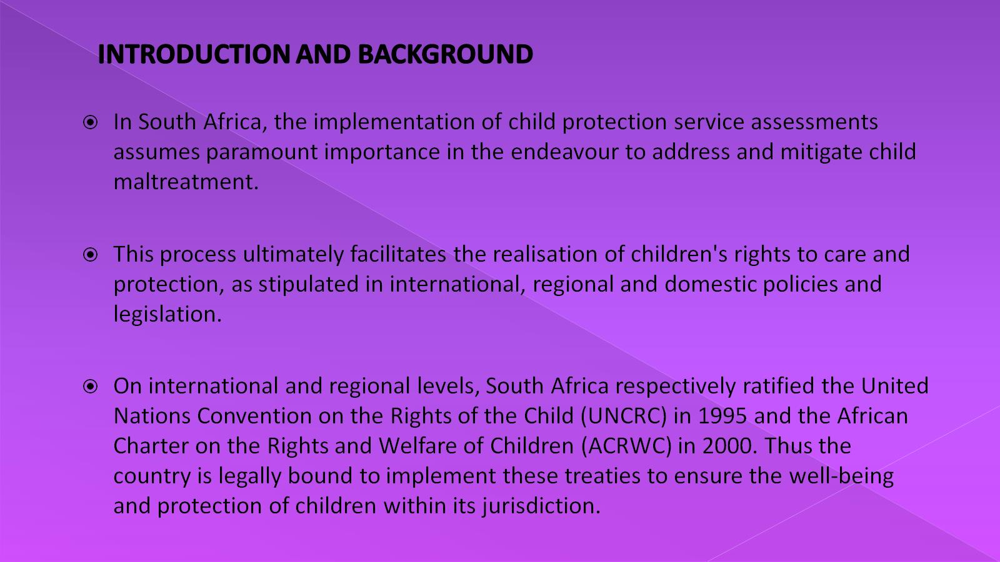 INTRODUCTION AND BACKGROUND
In South Africa, the implementation of child protection service assessments
assumes paramount importance in the endeavour to address and mitigate child
maltreatment.
This process ultimately facilitates the realisation of children's rights to care and
protection, as stipulated in international, regional and domestic policies and
legislation.
On international and regional levels, South Africa respectively ratified the United
Nations Convention on the Rights of the Child (UNCRC) in 1995 and the African
Charter on the Rights and Welfare of Children (ACRWC) in 2000. Thus the
country is legally bound to implement these treaties to ensure the well-being
and protection of children within its jurisdiction.